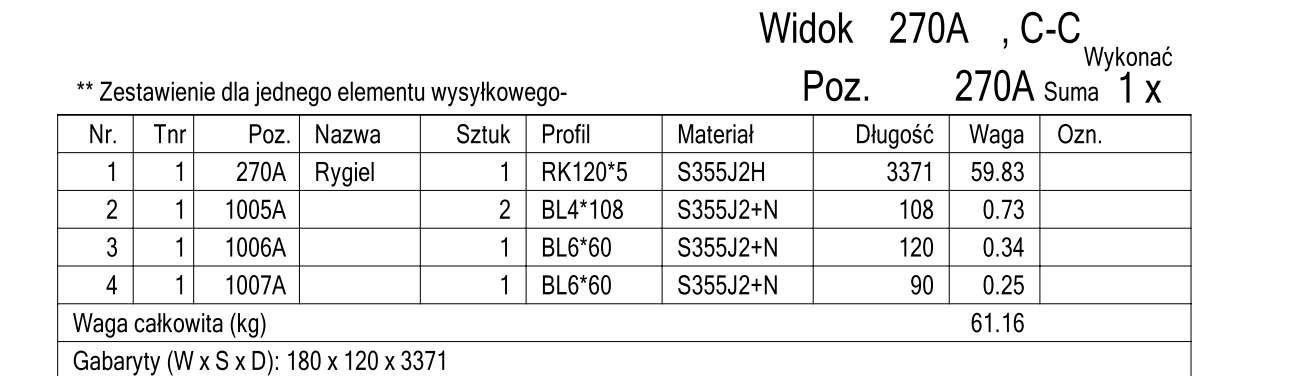 Widok 270A , C-C
Wykonać
** Zestawienie dla jednego elementu wysyłkowego- Poz. 270A Suma 1 x
Nr. Tnr Poz. Nazwa Sztuk Profil Materiał Długość Waga Ozn.
1 1 270A Rygiel 1 RK120*5 S355J2H 3371 59.83
2 1 1005A 2 BL4*108 S355J2+N 108 0.73
3 1 1006A 1 BL6*60 S355J2+N 120 0.34
4 1 1007A 1 BL6*60 S355J2+N 90 0.25
Waga całkowita (kg) 61.16
Gabaryty (W x S x D): 180 x 120 x 3371